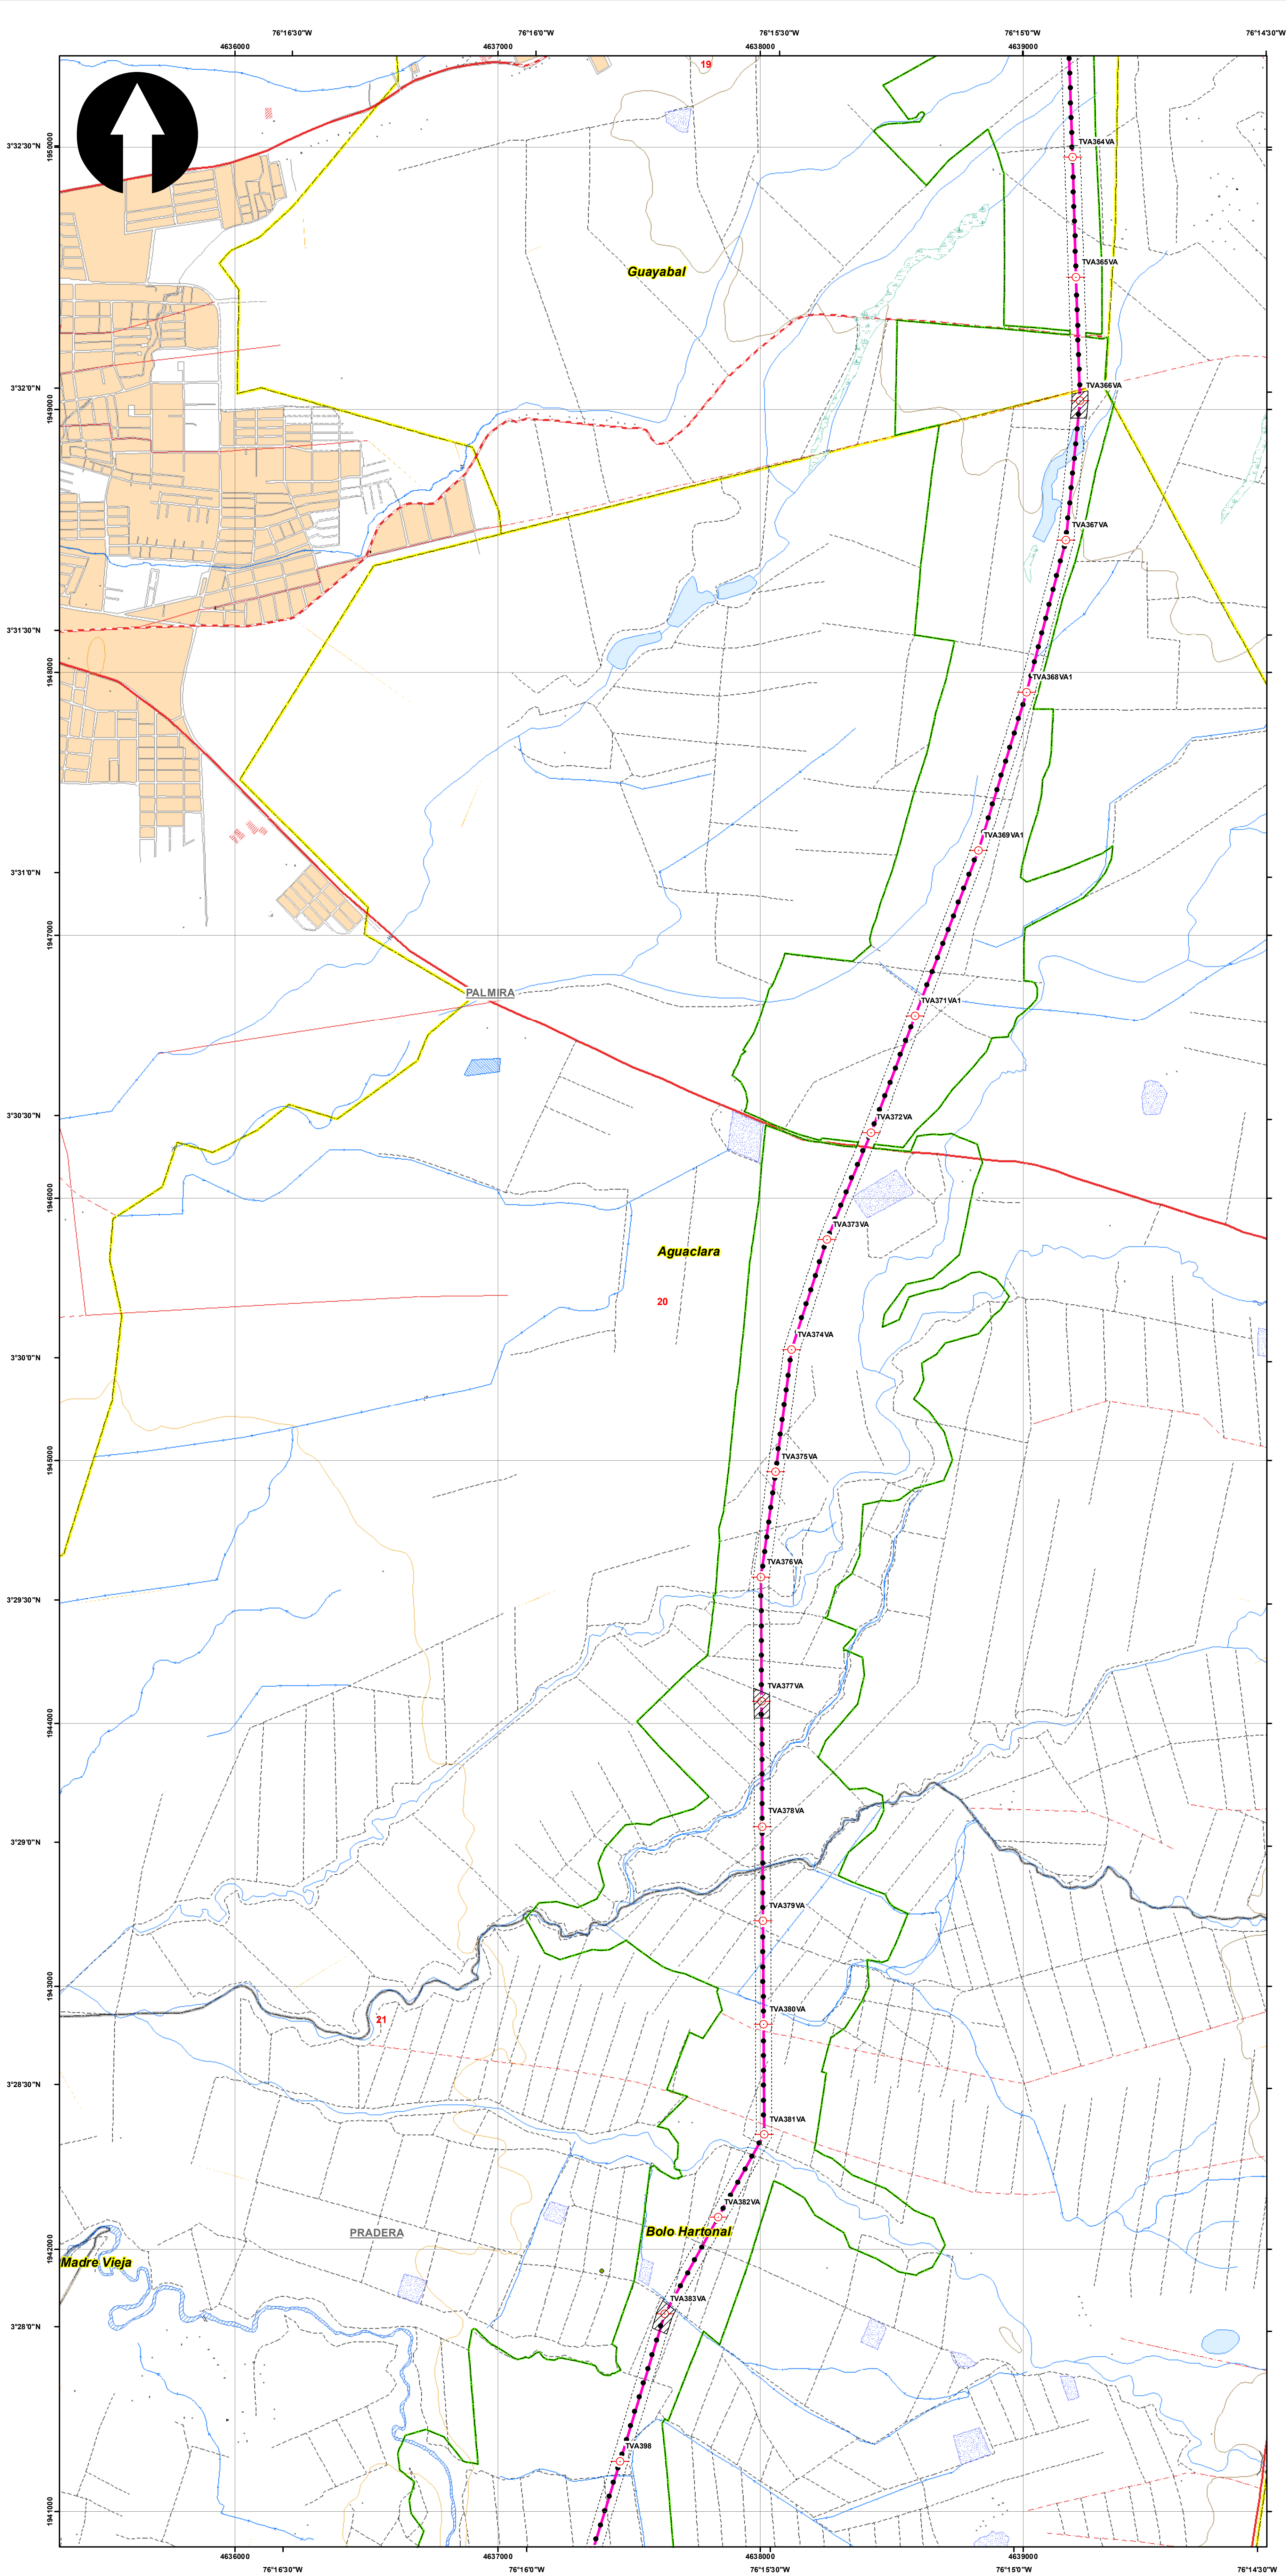 76°16'30"W 76°16'0"W 76°15'30"W 76°15'0"W 76°14'30"W
4636000 4637000 4638000 4639000
19
3°32'30"N
1950000
TVA364VA
TVA365VA
Guayabal
3°32'0"N
TVA366VA
1949000
TVA367VA
3°31'30"N
1948000
TVA368VA1
TVA369VA1
3°31'0"N
1947000
PALMIRA
TVA371VA1
3°30'30"N
TVA372VA
1946000
TVA373VA
Aguaclara
20
TVA374VA
3°30'0"N
1945000
TVA375VA
TVA376VA
3°29'30"N
TVA377VA
1944000
TVA378VA
3°29'0"N
TVA379VA
1943000
TVA380VA
21
3°28'30"N
TVA381VA
TVA382VA
PRADERA
Bolo Hartonal
1942000
Madre Vieja
TVA383VA
3°28'0"N
TVA398
1941000
4636000 4637000 4638000 4639000
76°16'30"W 76°16'0"W 76°15'30"W 76°15'0"W 76°14'30"W